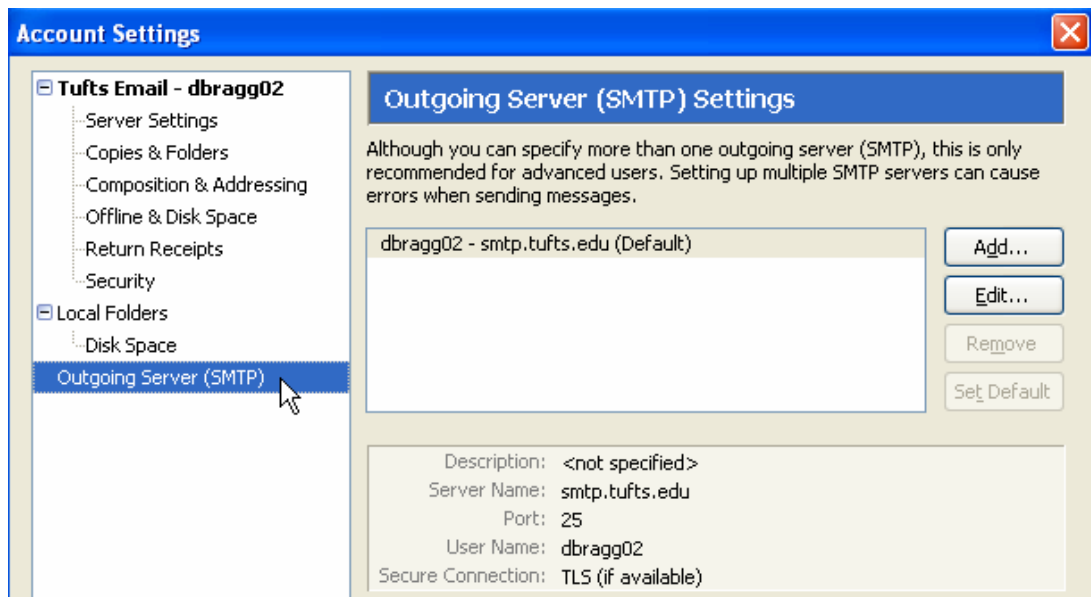 Account Settings
Tufts Email - dbragg02
Server Settings
Copies & Folders
Composition & Addressing
Offline & Disk Space
Return Receipts
Security
Local Folders
Disk Space
Outgoing Server (SMTP)
Outgoing Server (SMTP) Settings
Although you can specify more than one outgoing server (SMTP), this is only
recommended for advanced users. Setting up multiple SMTP servers can cause
errors when sending messages.
dbragg02 - smtp.tufts.edu (Default)
Add...
Edit...
Remove
Set Default
Description: <not specified>
Server Name: smtp.tufts.edu
Port: 25
User Name: dbragg02
Secure Connection: TLS (if available)